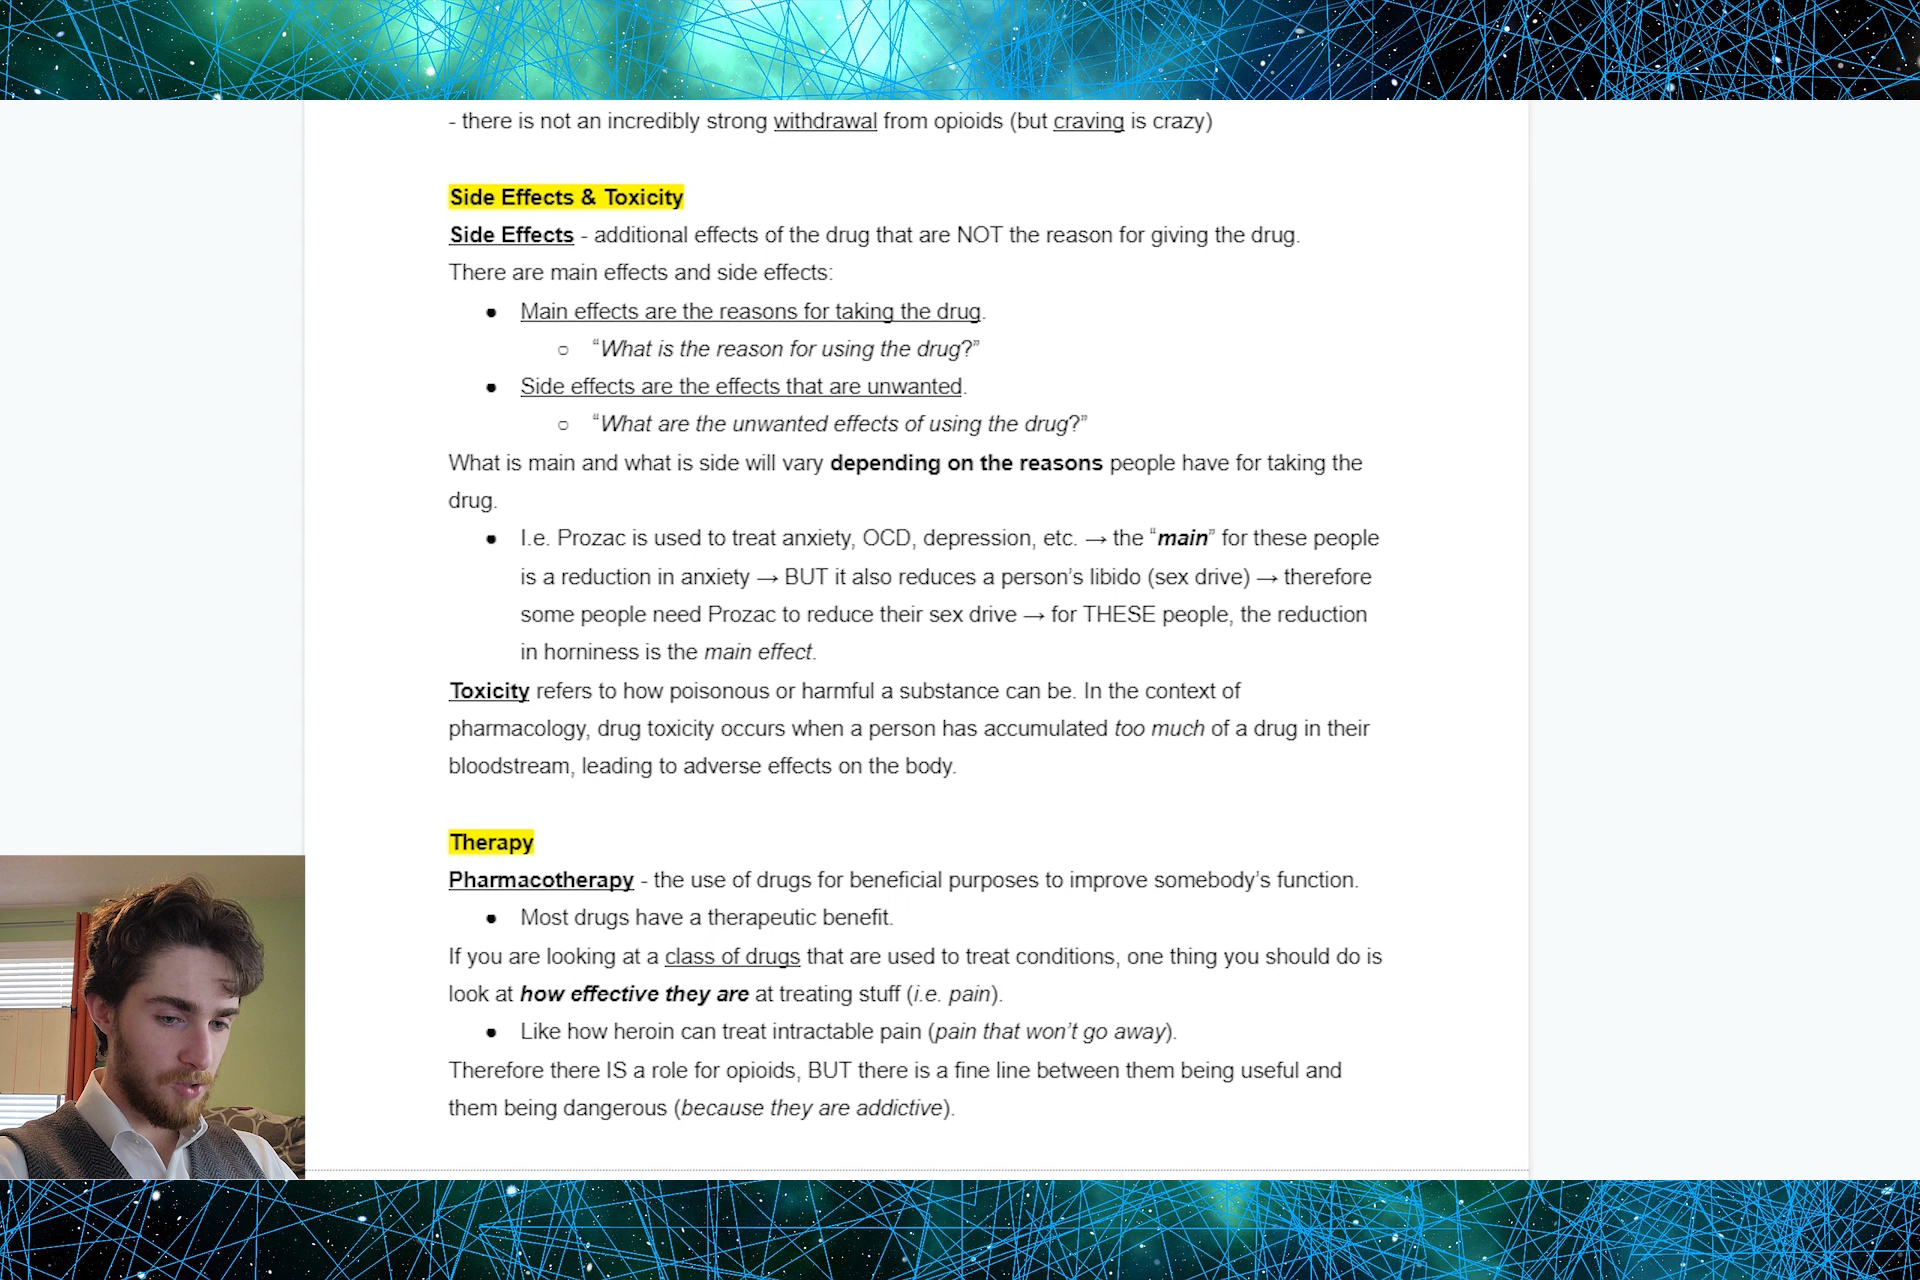 - there is not an incredibly strong withdrawal from opioids (but craving is crazy)
Side Effects & Toxicity
Side Effects - additional effects of the drug that are NOT the reason for giving the drug.
There are main effects and side effects:
● Main effects are the reasons for taking the drug.
○ “What is the reason for using the drug?”
● Side effects are the effects that are unwanted.
○ “What are the unwanted effects of using the drug?”
What is main and what is side will vary depending on the reasons people have for taking the
drug.
● I.e. Prozac is used to treat anxiety, OCD, depression, etc. → the “main” for these people
is a reduction in anxiety → BUT it also reduces a person’s libido (sex drive) → therefore
some people need Prozac to reduce their sex drive → for THESE people, the reduction
in horniness is the main effect.
Toxicity refers to how poisonous or harmful a substance can be. In the context of
pharmacology, drug toxicity occurs when a person has accumulated too much of a drug in their
bloodstream, leading to adverse effects on the body.
Therapy
Pharmacotherapy - the use of drugs for beneficial purposes to improve somebody’s function.
● Most drugs have a therapeutic benefit.
If you are looking at a class of drugs that are used to treat conditions, one thing you should do is
look at how effective they are at treating stuff (i.e. pain).
● Like how heroin can treat intractable pain (pain that won’t go away).
Therefore there IS a role for opioids, BUT there is a fine line between them being useful and
them being dangerous (because they are addictive).